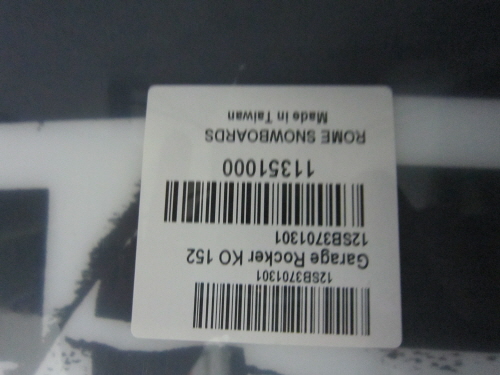 12SB3701301
Garage Rocker KO 152
12SB3701301
11351000
ROME SNOWBOARDS
Made in Taiwan